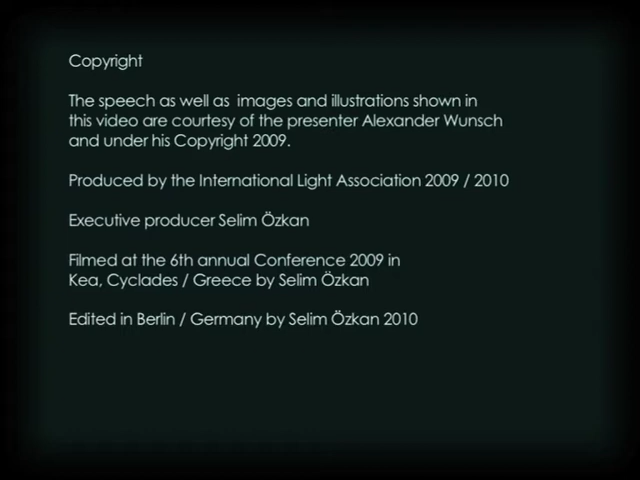 Copyright
The speech as well as images and illustrations shown in
this video are courtesy of the presenter Alexander Wunsch
and under his Copyright 2009.
Produced by the International Light Association 2009 / 2010
Executive producer Selim Özkan
Filmed at the 6th annual Conference 2009 in
Kea, Cyclades / Greece by Selim Özkan
Edited in Berlin / Germany by Selim Özkan 2010